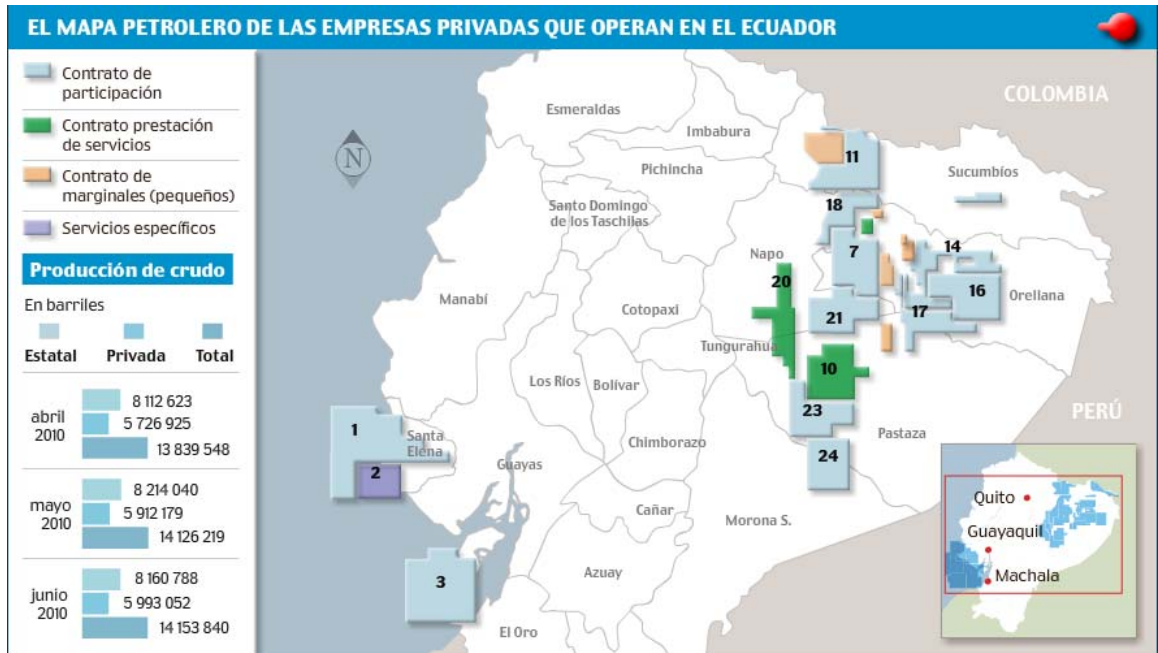 EL MAPA PETROLERO DE LAS EMPRESAS PRIVADAS QUE OPERAN EN EL ECUADOR
Contrato de
participación
Contrato prestación
de servicios
Contrato de
marginales (pequeños)
Servicios específicos
Producción de crudo
En barriles
Estatal Privada Total
abril
2010
8 112 623
5 726 925
13 839 548
mayo
2010
8 214 040
5 912 179
14 126 219
junio
2010
8 160 788
5 993 052
14 153 840
N
COLOMBIA
Esmeraldas
Imbabura
11
Pichincha
Sucumbíos
18
Santo Domingo
de los Taschilas
7
14
Napo
20
16
Manabí
Orellana
Cotopaxi
21
17
Tungurahua
10
Los Ríos
Bolívar
23
PERÚ
1
Santa
Elena
Chimborazo
Pastaza
24
2
Guayas
Cañar
Morona S.
3
Azuay
El Oro
Quito
Guayaquil
Machala